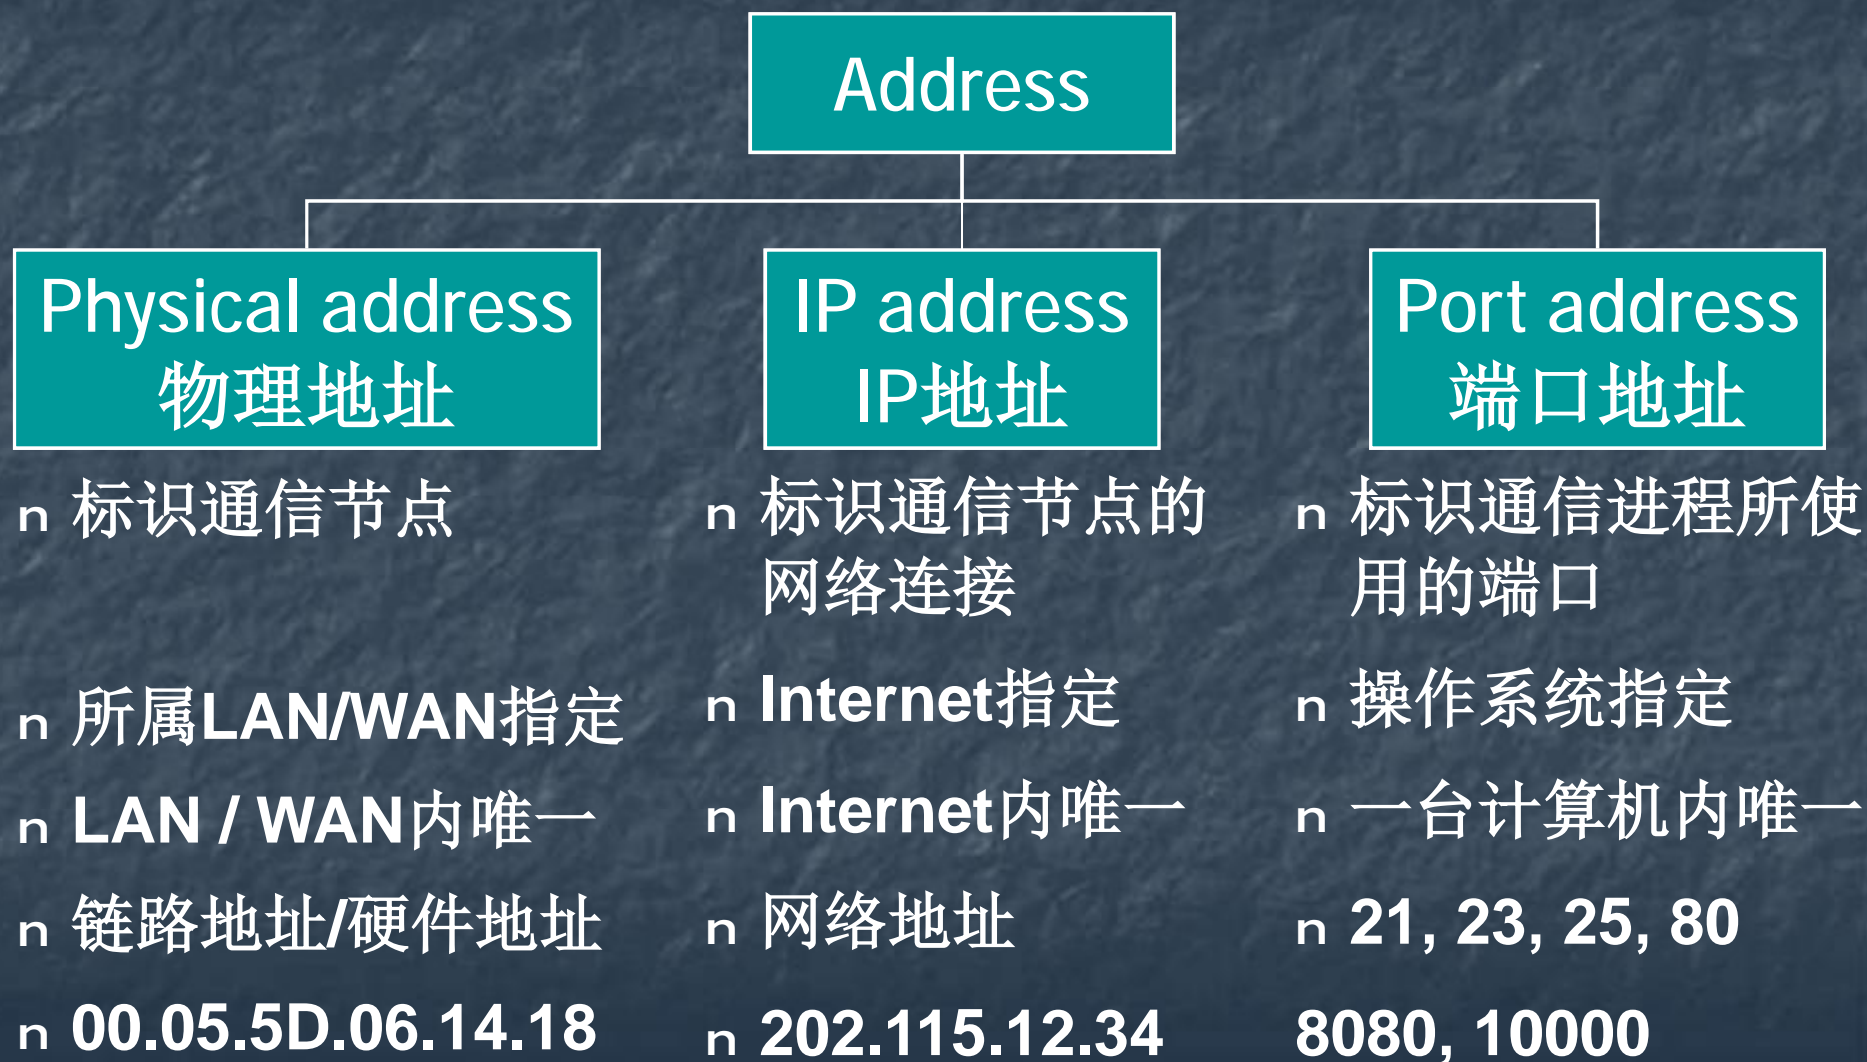 Address
Physical address
物理地址
n 标识通信节点
n 所属LAN/WAN指定
n LAN / WAN内唯一
n 链路地址/硬件地址
n 00.05.5D.06.14.18
IP address
IP地址
n 标识通信节点的
网络连接
n Internet指定
n Internet内唯一
n 网络地址
n 202.115.12.34
Port address
端口地址
n 标识通信进程所使
用的端口
n 操作系统指定
n 一台计算机内唯一
n 21, 23, 25, 80
8080, 10000